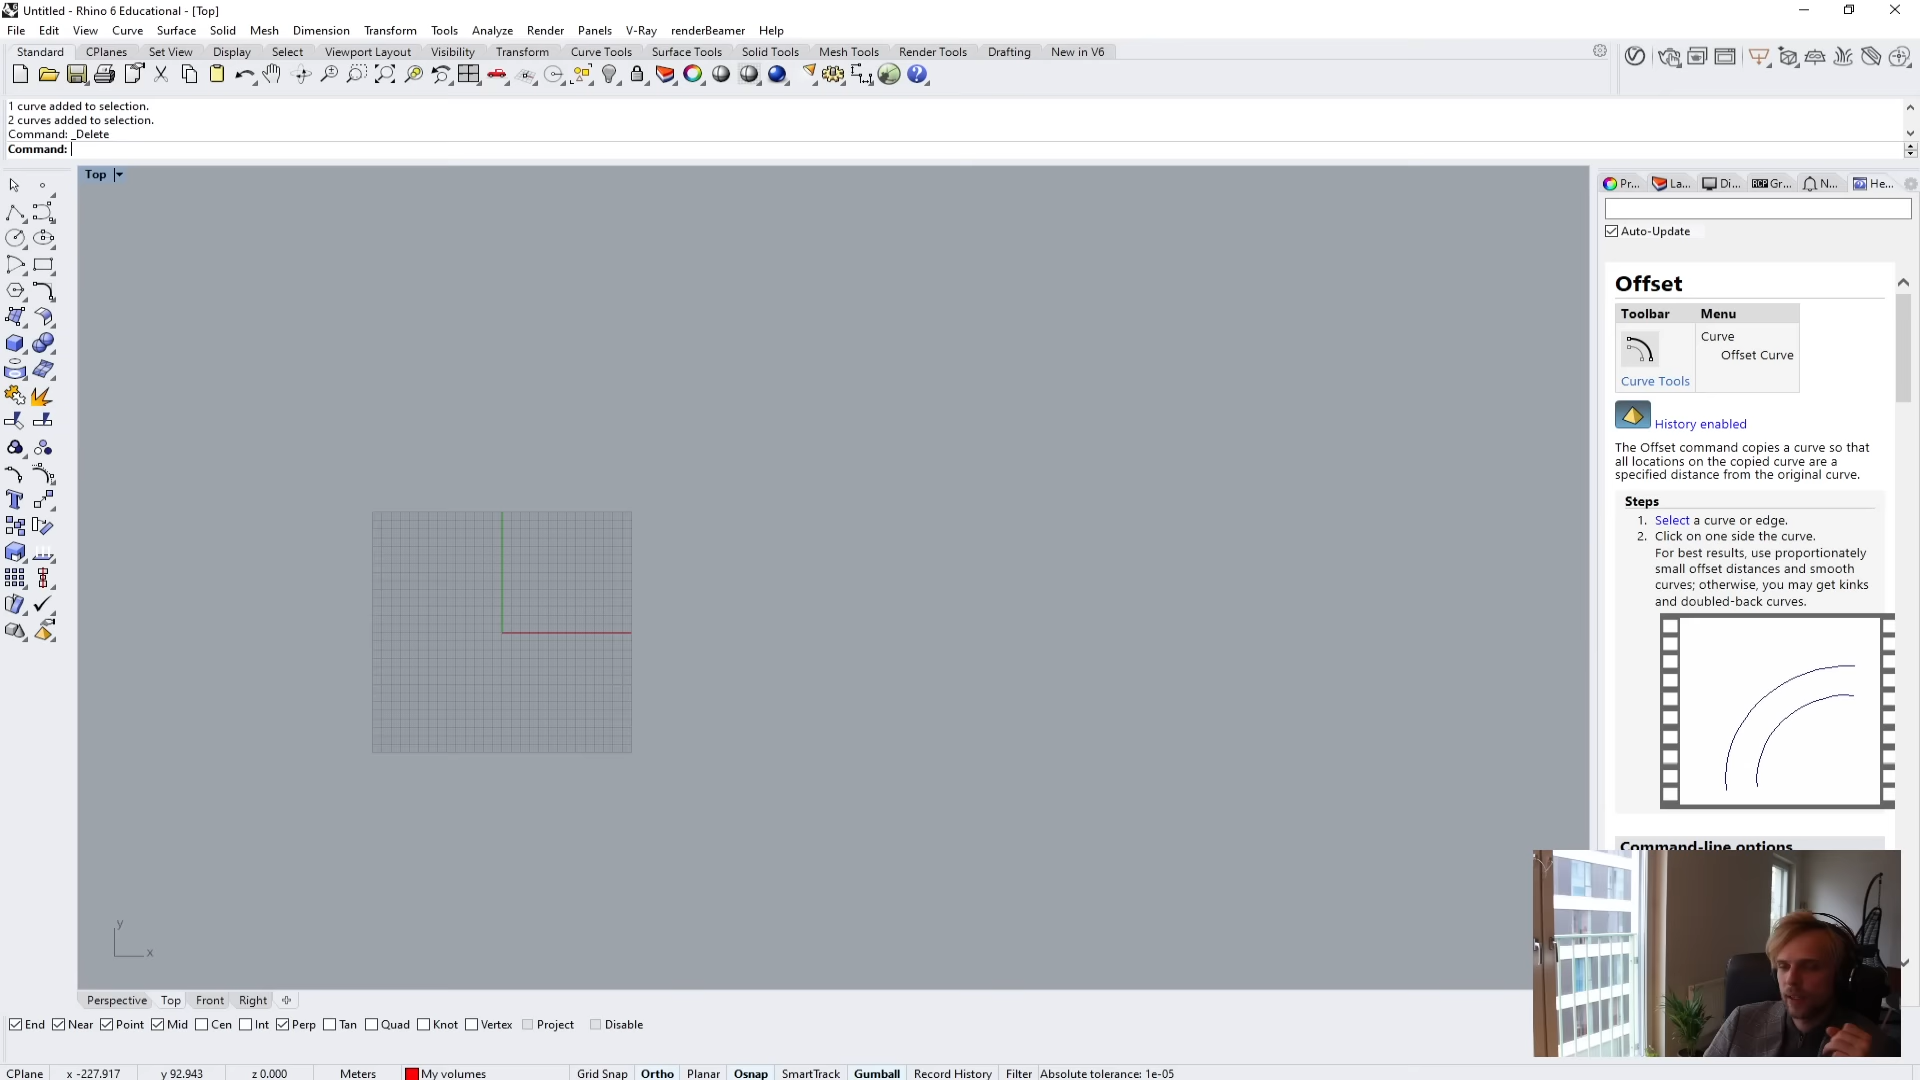 Untitled - Rhino 6 Educational - [Top]
File Edit View Curve Surface Solid Mesh Dimension Transform Tools Analyze Render Panels V-Ray renderBeamer Help
Standard CPlanes Set View Display Select Viewport Layout Visibility Transform Curve Tools Surface Tools Solid Tools Mesh Tools Render Tools Drafting New in V6
1 curve added to selection.
2 curves added to selection.
Command: _Delete
Command:
Top
Pr... La... Di... RCP Gr... N... He...
Auto-Update
Offset
Toolbar Menu
Curve
Offset Curve
Curve Tools
History enabled
The Offset command copies a curve so that
all locations on the copied curve are a
specified distance from the original curve.
Steps
1. Select a curve or edge.
2. Click on one side the curve.
For best results, use proportionately
small offset distances and smooth
curves; otherwise, you may get kinks
and doubled-back curves.
Command-line options
y
x
Perspective Top Front Right
End Near Point Mid Cen Int Perp Tan Quad Knot Vertex Project Disable
CPlane x -227.917 y 92.943 z 0.000 Meters My volumes Grid Snap Ortho Planar Osnap SmartTrack Gumball Record History Filter Absolute tolerance: 1e-05